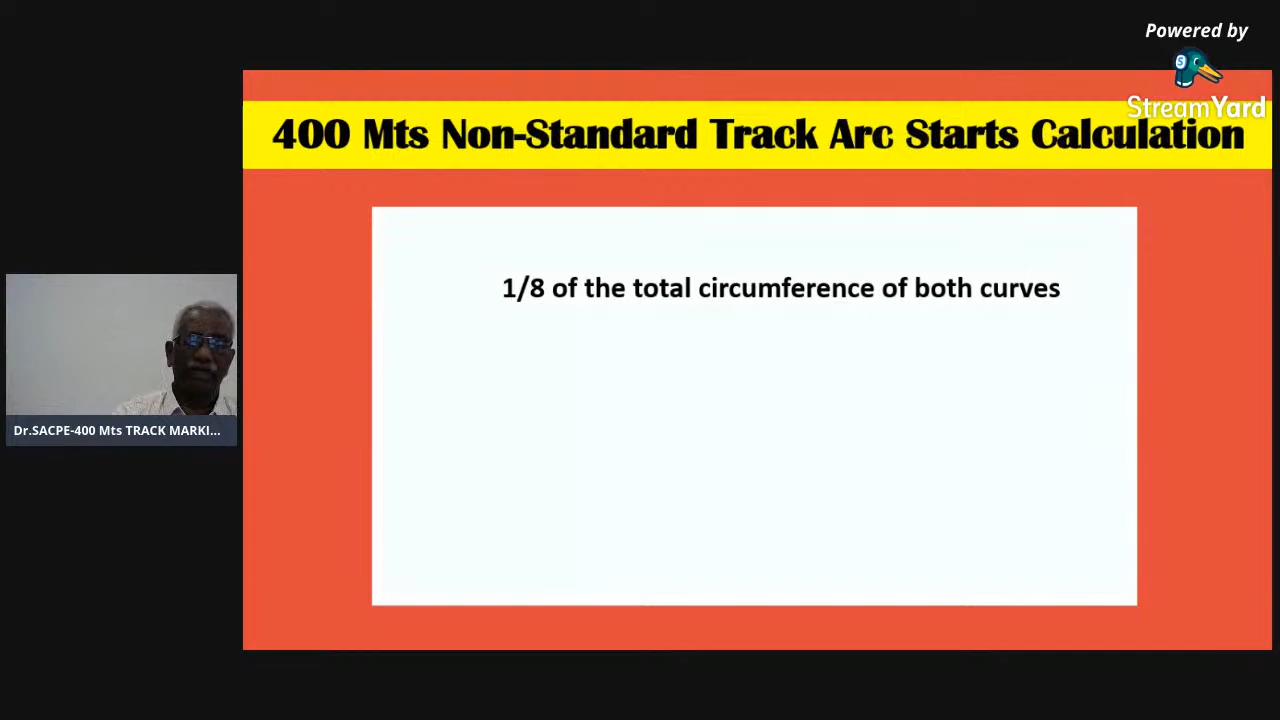 Powered by
StreamYard
400 Mts Non-Standard Track Arc Starts Calculation
1/8 of the total circumference of both curves
Dr.SACPE-400 Mts TRACK MARKI...